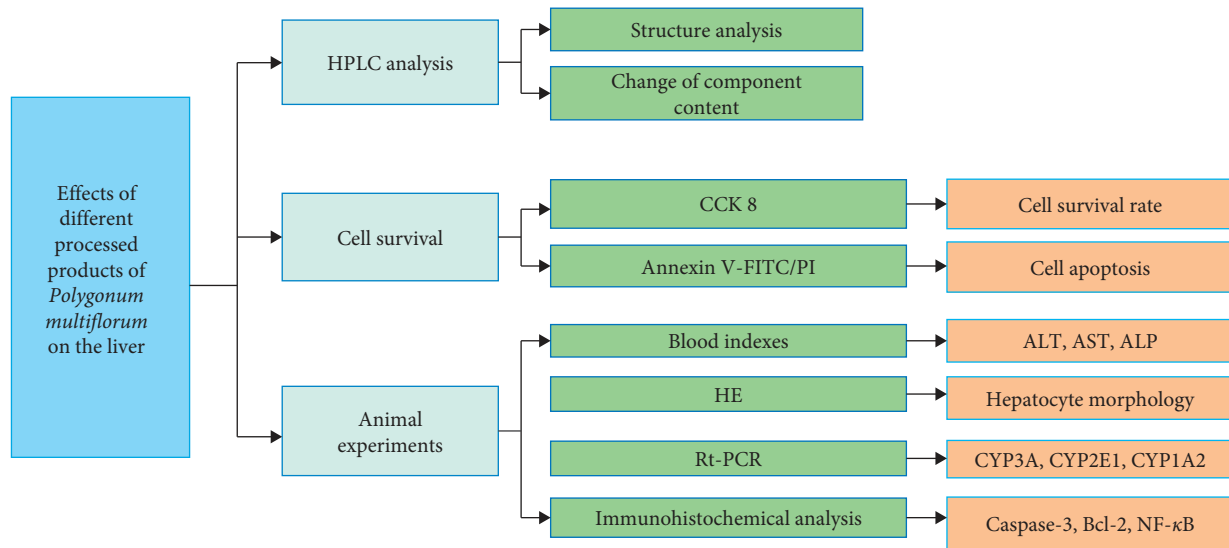 Effects of
different
processed
products of
Polygonum
multiflorum
on the liver
HPLC analysis
Structure analysis
Change of component
content
Cell survival
CCK 8
Cell survival rate
Annexin V-FITC/PI
Cell apoptosis
Animal
experiments
Blood indexes
ALT, AST, ALP
HE
Hepatocyte morphology
Rt-PCR
CYP3A, CYP2E1, CYP1A2
Immunohistochemical analysis
Caspase-3, Bcl-2, NF-κB